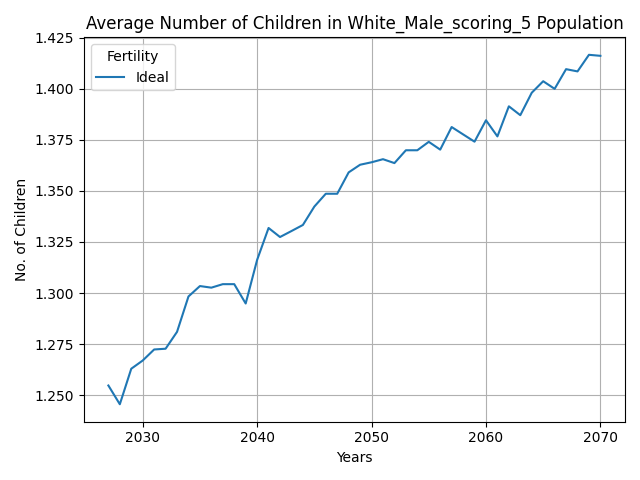 Average Number of Children in White_Male_scoring_5 Population
Fertility
Ideal
No. of Children
1.425
1.400
1.375
1.350
1.325
1.300
1.275
1.250
2030 2040 2050 2060 2070
Years